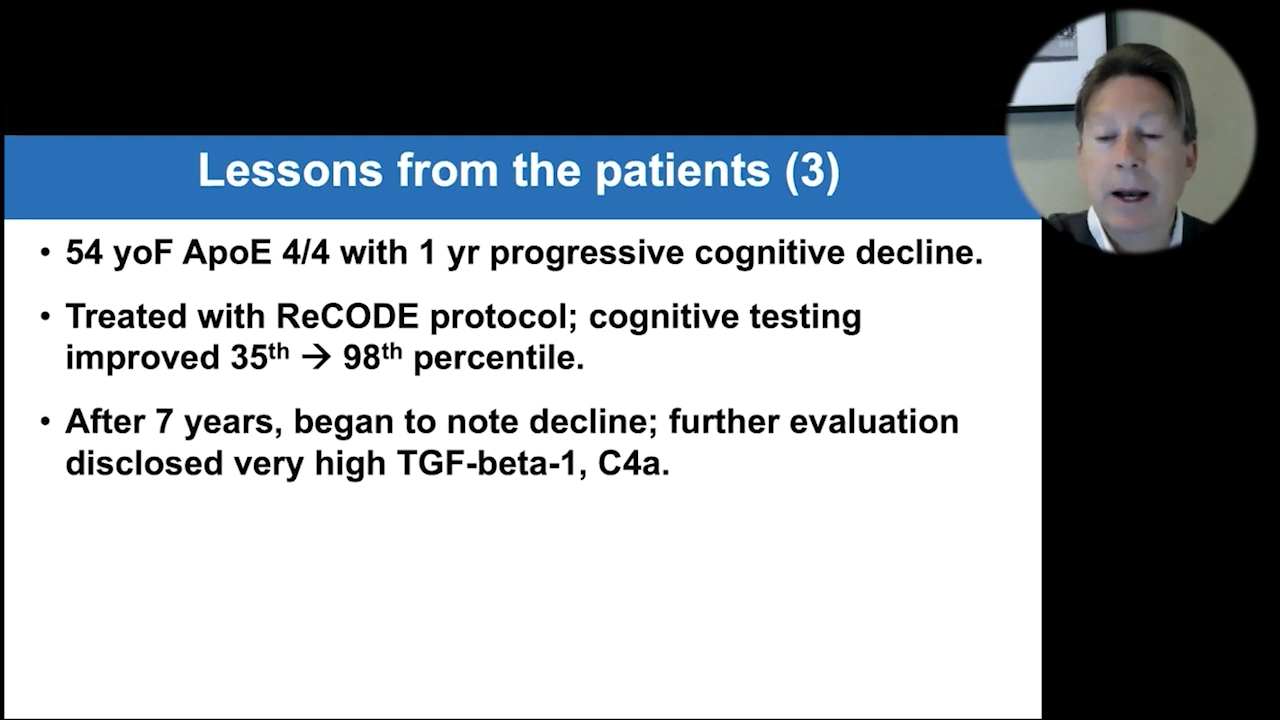 Lessons from the patients (3)
• 54 yoF ApoE 4/4 with 1 yr progressive cognitive decline.
• Treated with ReCODE protocol; cognitive testing
improved 35th → 98th percentile.
• After 7 years, began to note decline; further evaluation
disclosed very high TGF-beta-1, C4a.